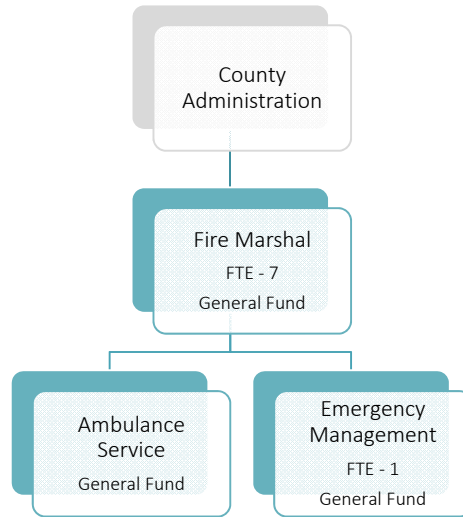 County
Administration
Fire Marshal
FTE - 7
General Fund
Ambulance
Service
General Fund
Emergency
Management
FTE - 1
General Fund